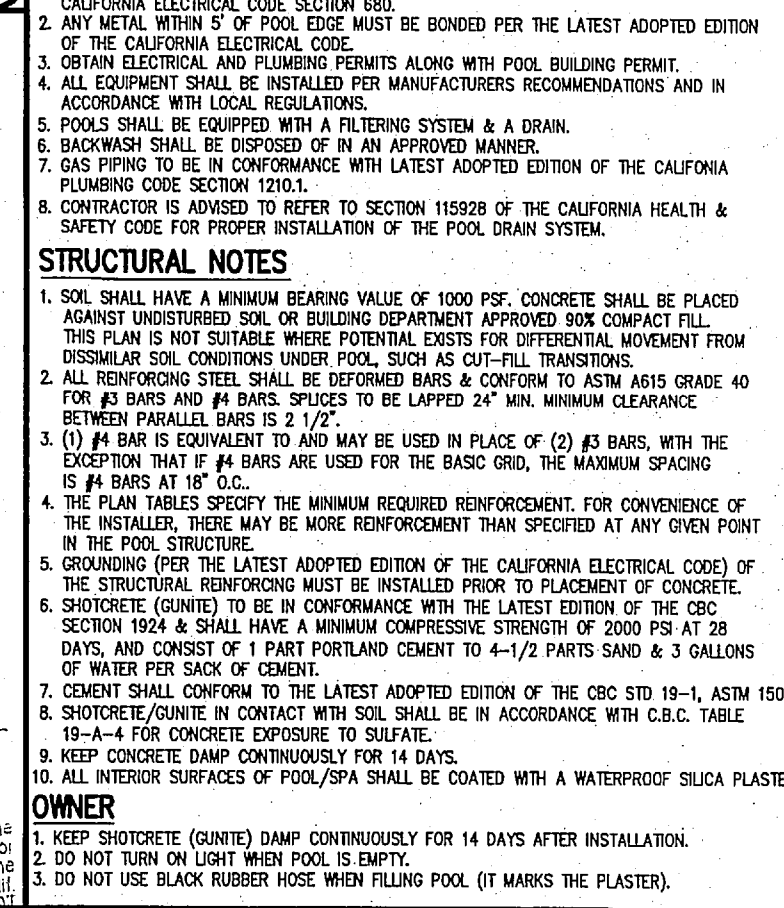 CALIFORNIA ELECTRICAL CODE SECTION 680.
2. ANY METAL WITHIN 5' OF POOL EDGE MUST BE BONDED PER THE LATEST ADOPTED EDITION
OF THE CALIFORNIA ELECTRICAL CODE.
3. OBTAIN ELECTRICAL AND PLUMBING PERMITS ALONG WITH POOL BUILDING PERMIT.
4. ALL EQUIPMENT SHALL BE INSTALLED PER MANUFACTURERS RECOMMENDATIONS AND IN
ACCORDANCE WITH LOCAL REGULATIONS.
5. POOLS SHALL BE EQUIPPED WITH A FILTERING SYSTEM & A DRAIN.
6. BACKWASH SHALL BE DISPOSED OF IN AN APPROVED MANNER.
7. GAS PIPING TO BE IN CONFORMANCE WITH LATEST ADOPTED EDITION OF THE CALIFONIA
PLUMBING CODE SECTION 1210.1.
8. CONTRACTOR IS ADVISED TO REFER TO SECTION 115928 OF THE CALIFORNIA HEALTH &
SAFETY CODE FOR PROPER INSTALLATION OF THE POOL DRAIN SYSTEM.
STRUCTURAL NOTES
1. SOIL SHALL HAVE A MINIMUM BEARING VALUE OF 1000 PSF. CONCRETE SHALL BE PLACED
AGAINST UNDISTURBED SOIL OR BUILDING DEPARTMENT APPROVED 90% COMPACT FILL.
THIS PLAN IS NOT SUITABLE WHERE POTENTIAL EXISTS FOR DIFFERENTIAL MOVEMENT FROM
DISSIMILAR SOIL CONDITIONS UNDER POOL, SUCH AS CUT-FILL TRANSITIONS.
2. ALL REINFORCING STEEL SHALL BE DEFORMED BARS & CONFORM TO ASTM A615 GRADE 40
FOR #3 BARS AND #4 BARS. SPLICES TO BE LAPPED 24" MIN. MINIMUM CLEARANCE
BETWEEN PARALLEL BARS IS 2 1/2".
3. (1) #4 BAR IS EQUIVALENT TO AND MAY BE USED IN PLACE OF (2) #3 BARS, WITH THE
EXCEPTION THAT IF #4 BARS ARE USED FOR THE BASIC GRID, THE MAXIMUM SPACING
IS #4 BARS AT 18" O.C..
4. THE PLAN TABLES SPECIFY THE MINIMUM REQUIRED REINFORCEMENT. FOR CONVENIENCE OF
THE INSTALLER, THERE MAY BE MORE REINFORCEMENT THAN SPECIFIED AT ANY GIVEN POINT
IN THE POOL STRUCTURE.
5. GROUNDING (PER THE LATEST ADOPTED EDITION OF THE CALIFORNIA ELECTRICAL CODE) OF
THE STRUCTURAL REINFORCING MUST BE INSTALLED PRIOR TO PLACEMENT OF CONCRETE.
6. SHOTCRETE (GUNITE) TO BE IN CONFORMANCE WITH THE LATEST EDITION OF THE CBC
SECTION 1924 & SHALL HAVE A MINIMUM COMPRESSIVE STRENGTH OF 2000 PSI AT 28
DAYS, AND CONSIST OF 1 PART PORTLAND CEMENT TO 4-1/2 PARTS SAND & 3 GALLONS
OF WATER PER SACK OF CEMENT.
7. CEMENT SHALL CONFORM TO THE LATEST ADOPTED EDITION OF THE CBC STD 19-1, ASTM 150
8. SHOTCRETE/GUNITE IN CONTACT WITH SOIL SHALL BE IN ACCORDANCE WITH C.B.C. TABLE
19-A-4 FOR CONCRETE EXPOSURE TO SULFATE.
9. KEEP CONCRETE DAMP CONTINUOUSLY FOR 14 DAYS.
10. ALL INTERIOR SURFACES OF POOL/SPA SHALL BE COATED WITH A WATERPROOF SILICA PLASTE
OWNER
1. KEEP SHOTCRETE (GUNITE) DAMP CONTINUOUSLY FOR 14 DAYS AFTER INSTALLATION.
2. DO NOT TURN ON LIGHT WHEN POOL IS EMPTY.
3. DO NOT USE BLACK RUBBER HOSE WHEN FILLING POOL (IT MARKS THE PLASTER).